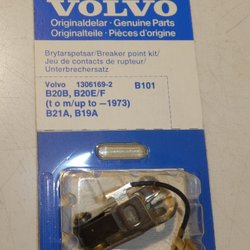 VOLVO
Originaldelar · Genuine Parts
Originalteile · Pièces d'origine
Brytarspetsar/Breaker point kit/
Jeu de contacts de rupteur/
Unterbrechersatz
Volvo 1306169-2 B101
B20B, B20E/F
(t o m/up to –1973)
B21A, B19A